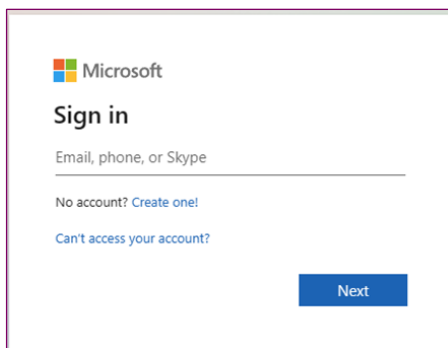 Microsoft
Sign in
Email, phone, or Skype
No account? Create one!
Can't access your account?
Next